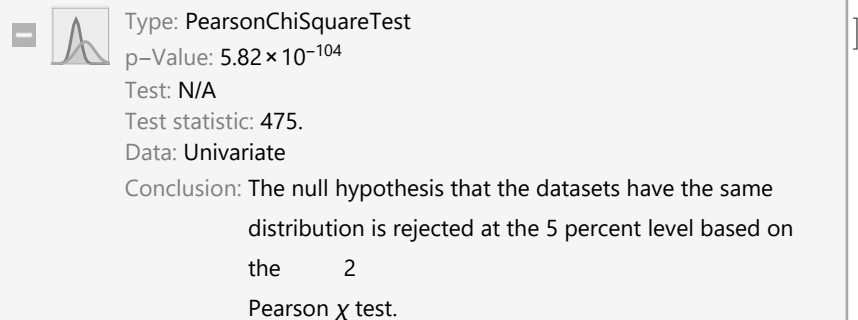 Type: PearsonChiSquareTest
p–Value: 5.82×10⁻¹⁰⁴
Test: N/A
Test statistic: 475.
Data: Univariate
Conclusion: The null hypothesis that the datasets have the same
distribution is rejected at the 5 percent level based on
the 2
Pearson χ test.
]